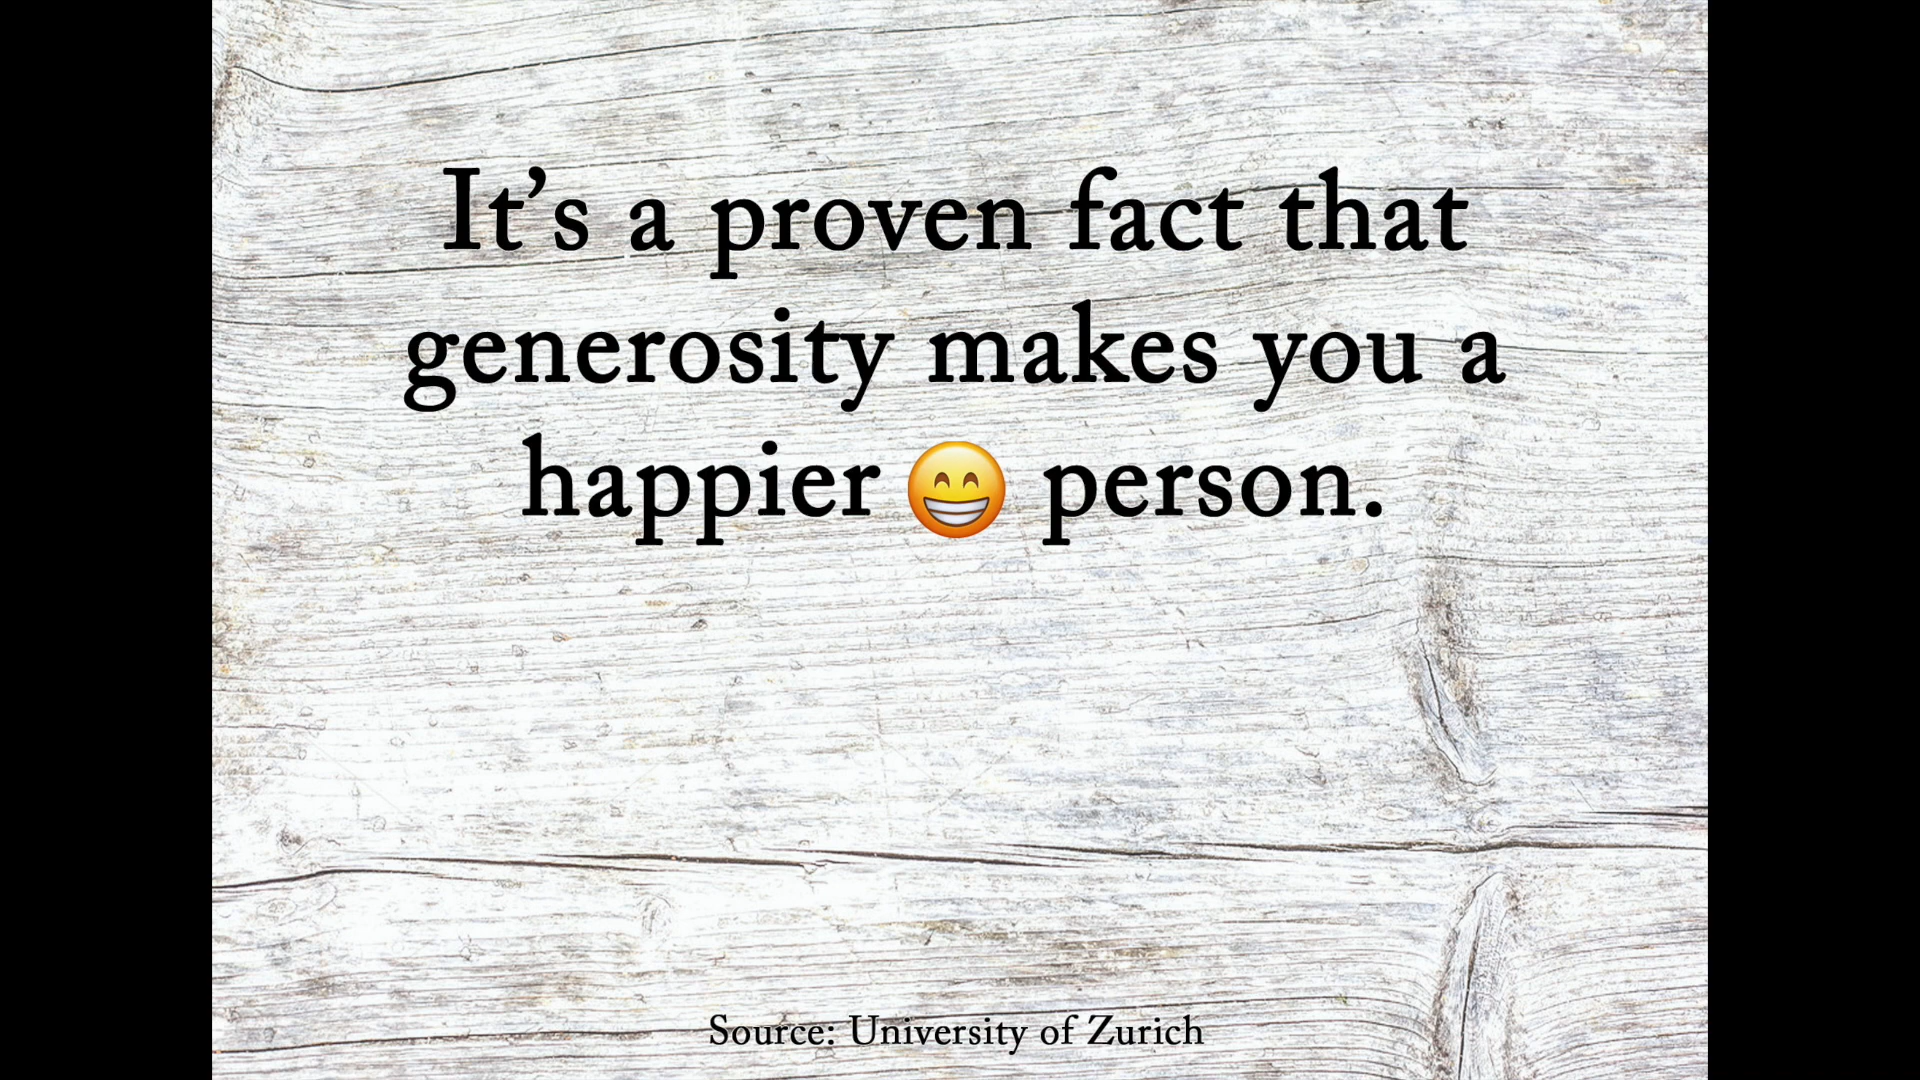 It’s a proven fact that
generosity makes you a
happier 😁 person.
Source: University of Zurich